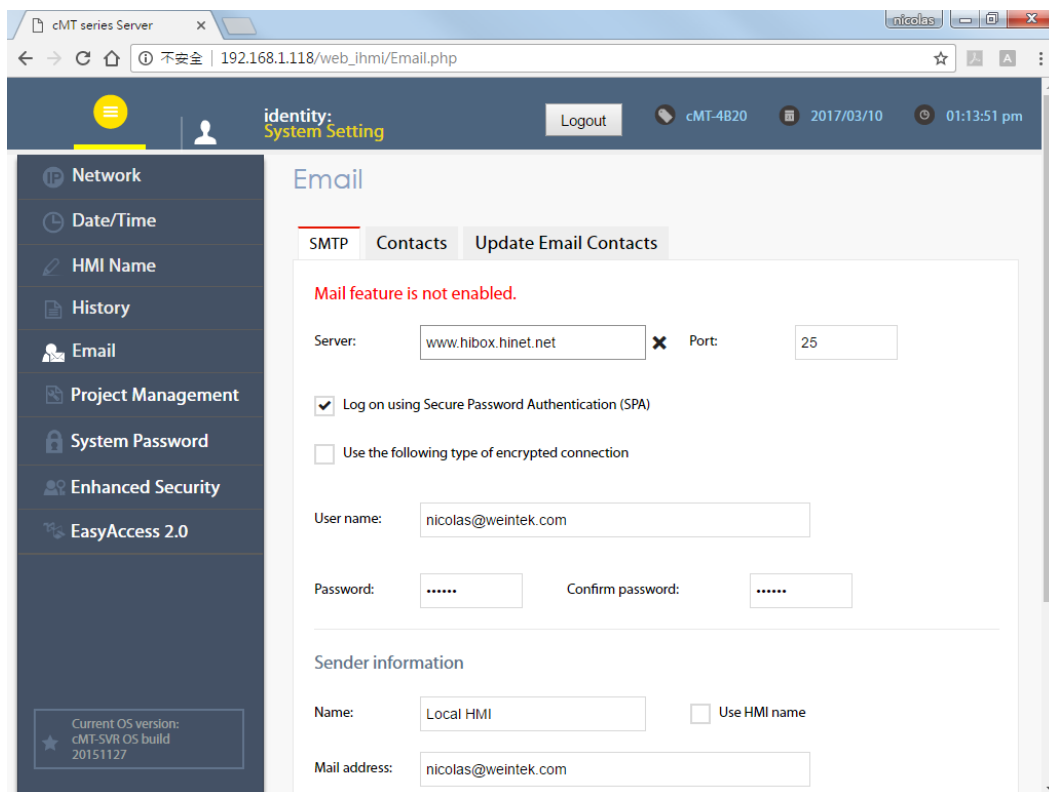 cMT series Server
nicolas
不安全 | 192.168.1.118/web_ihmi/Email.php
identity:
System Setting
Logout
cMT-4B20
2017/03/10
01:13:51 pm
Network
Date/Time
HMI Name
History
Email
Project Management
System Password
Enhanced Security
EasyAccess 2.0
Current OS version:
cMT-SVR OS build
20151127
Email
SMTP
Contacts
Update Email Contacts
Mail feature is not enabled.
Server:
www.hibox.hinet.net
Port:
25
Log on using Secure Password Authentication (SPA)
Use the following type of encrypted connection
User name:
nicolas@weintek.com
Password:
••••••
Confirm password:
••••••
Sender information
Name:
Local HMI
Use HMI name
Mail address:
nicolas@weintek.com